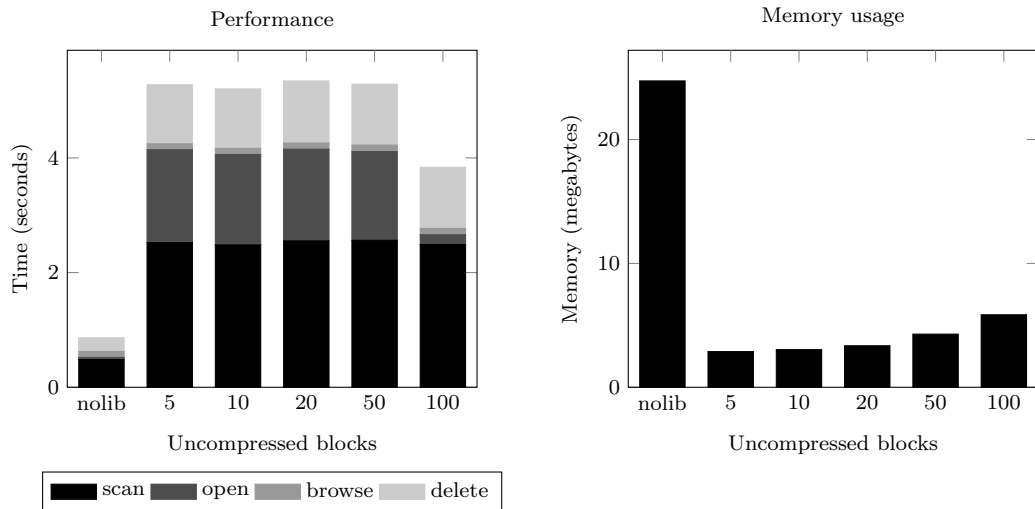 Performance
Time (seconds)
4
2
0
nolib 5 10 20 50 100
Uncompressed blocks
scan open browse delete
Memory usage
Memory (megabytes)
20
10
0
nolib 5 10 20 50 100
Uncompressed blocks